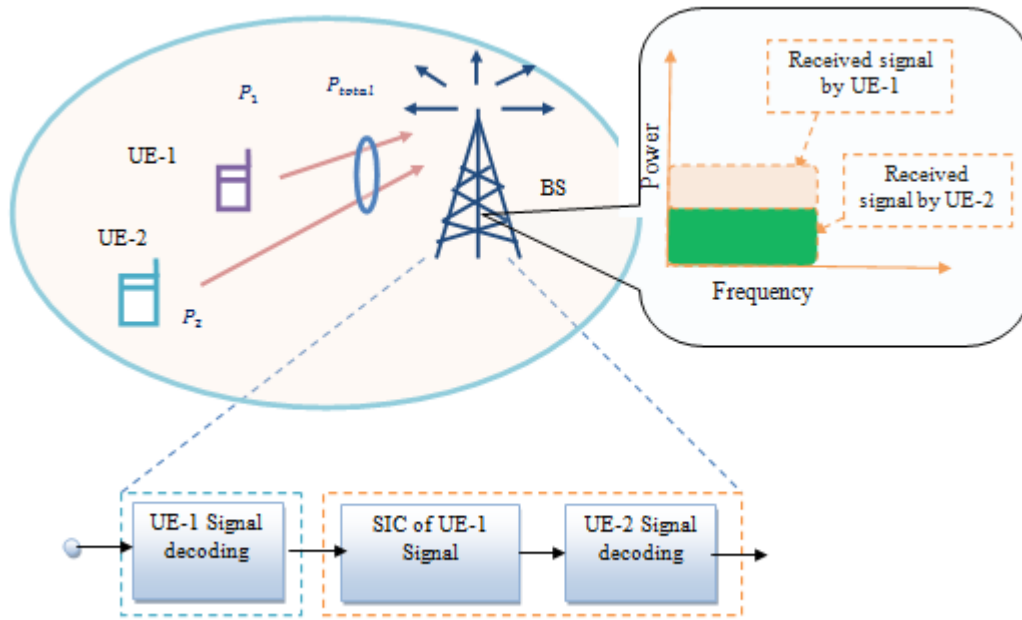 P₁
P_total
UE-1
UE-2
P₂
BS
Power
Frequency
Received signal
by UE-1
Received
signal by UE-2
UE-1 Signal
decoding
SIC of UE-1
Signal
UE-2 Signal
decoding